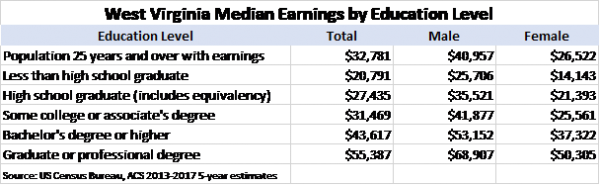 West Virginia Median Earnings by Education Level
Education Level Total Male Female
Population 25 years and over with earnings $32,781 $40,957 $26,522
Less than high school graduate $20,791 $25,706 $14,143
High school graduate (includes equivalency) $27,435 $35,521 $21,393
Some college or associate's degree $31,469 $41,877 $25,561
Bachelor's degree or higher $43,617 $53,152 $37,322
Graduate or professional degree $55,387 $68,907 $50,305
Source: US Census Bureau, ACS 2013-2017 5-year estimates